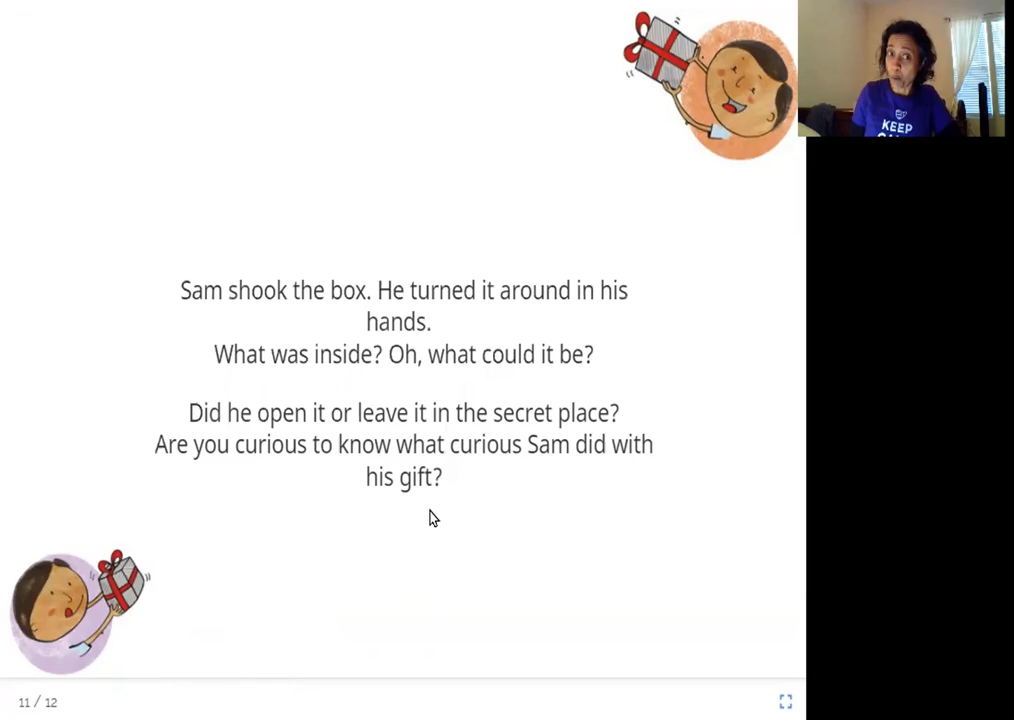 KEEP
Sam shook the box. He turned it around in his
hands.
What was inside? Oh, what could it be?
Did he open it or leave it in the secret place?
Are you curious to know what curious Sam did with
his gift?
11 / 12